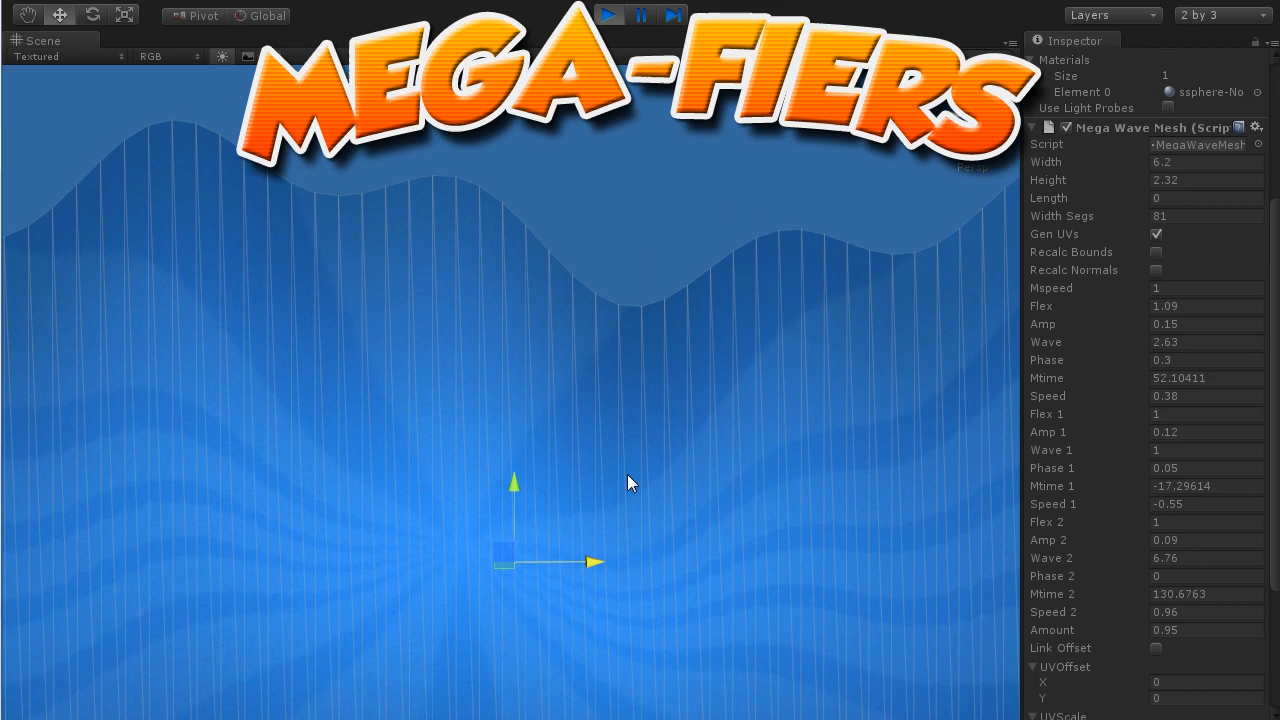 Pivot Global Layers 2 by 3
Scene
Textured RGB
MEGA-FIERS
Persp
Inspector
Materials
Size 1
Element 0 ssphere-No
Use Light Probes
Mega Wave Mesh (Scrip
Script MegaWaveMesh
Width 6.2
Height 2.32
Length 0
Width Segs 81
Gen UVs
Recalc Bounds
Recalc Normals
Mspeed 1
Flex 1.09
Amp 0.15
Wave 2.63
Phase 0.3
Mtime 52.10411
Speed 0.38
Flex 1 1
Amp 1 0.12
Wave 1 1
Phase 1 0.05
Mtime 1 -17.29614
Speed 1 -0.55
Flex 2 1
Amp 2 0.09
Wave 2 6.76
Phase 2 0
Mtime 2 130.6763
Speed 2 0.96
Amount 0.95
Link Offset
UVOffset
X 0
Y 0
UVScale